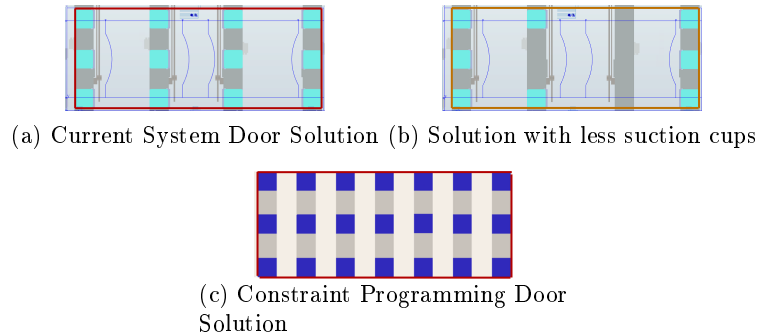 (a) Current System Door Solution
(b) Solution with less suction cups
(c) Constraint Programming Door
Solution